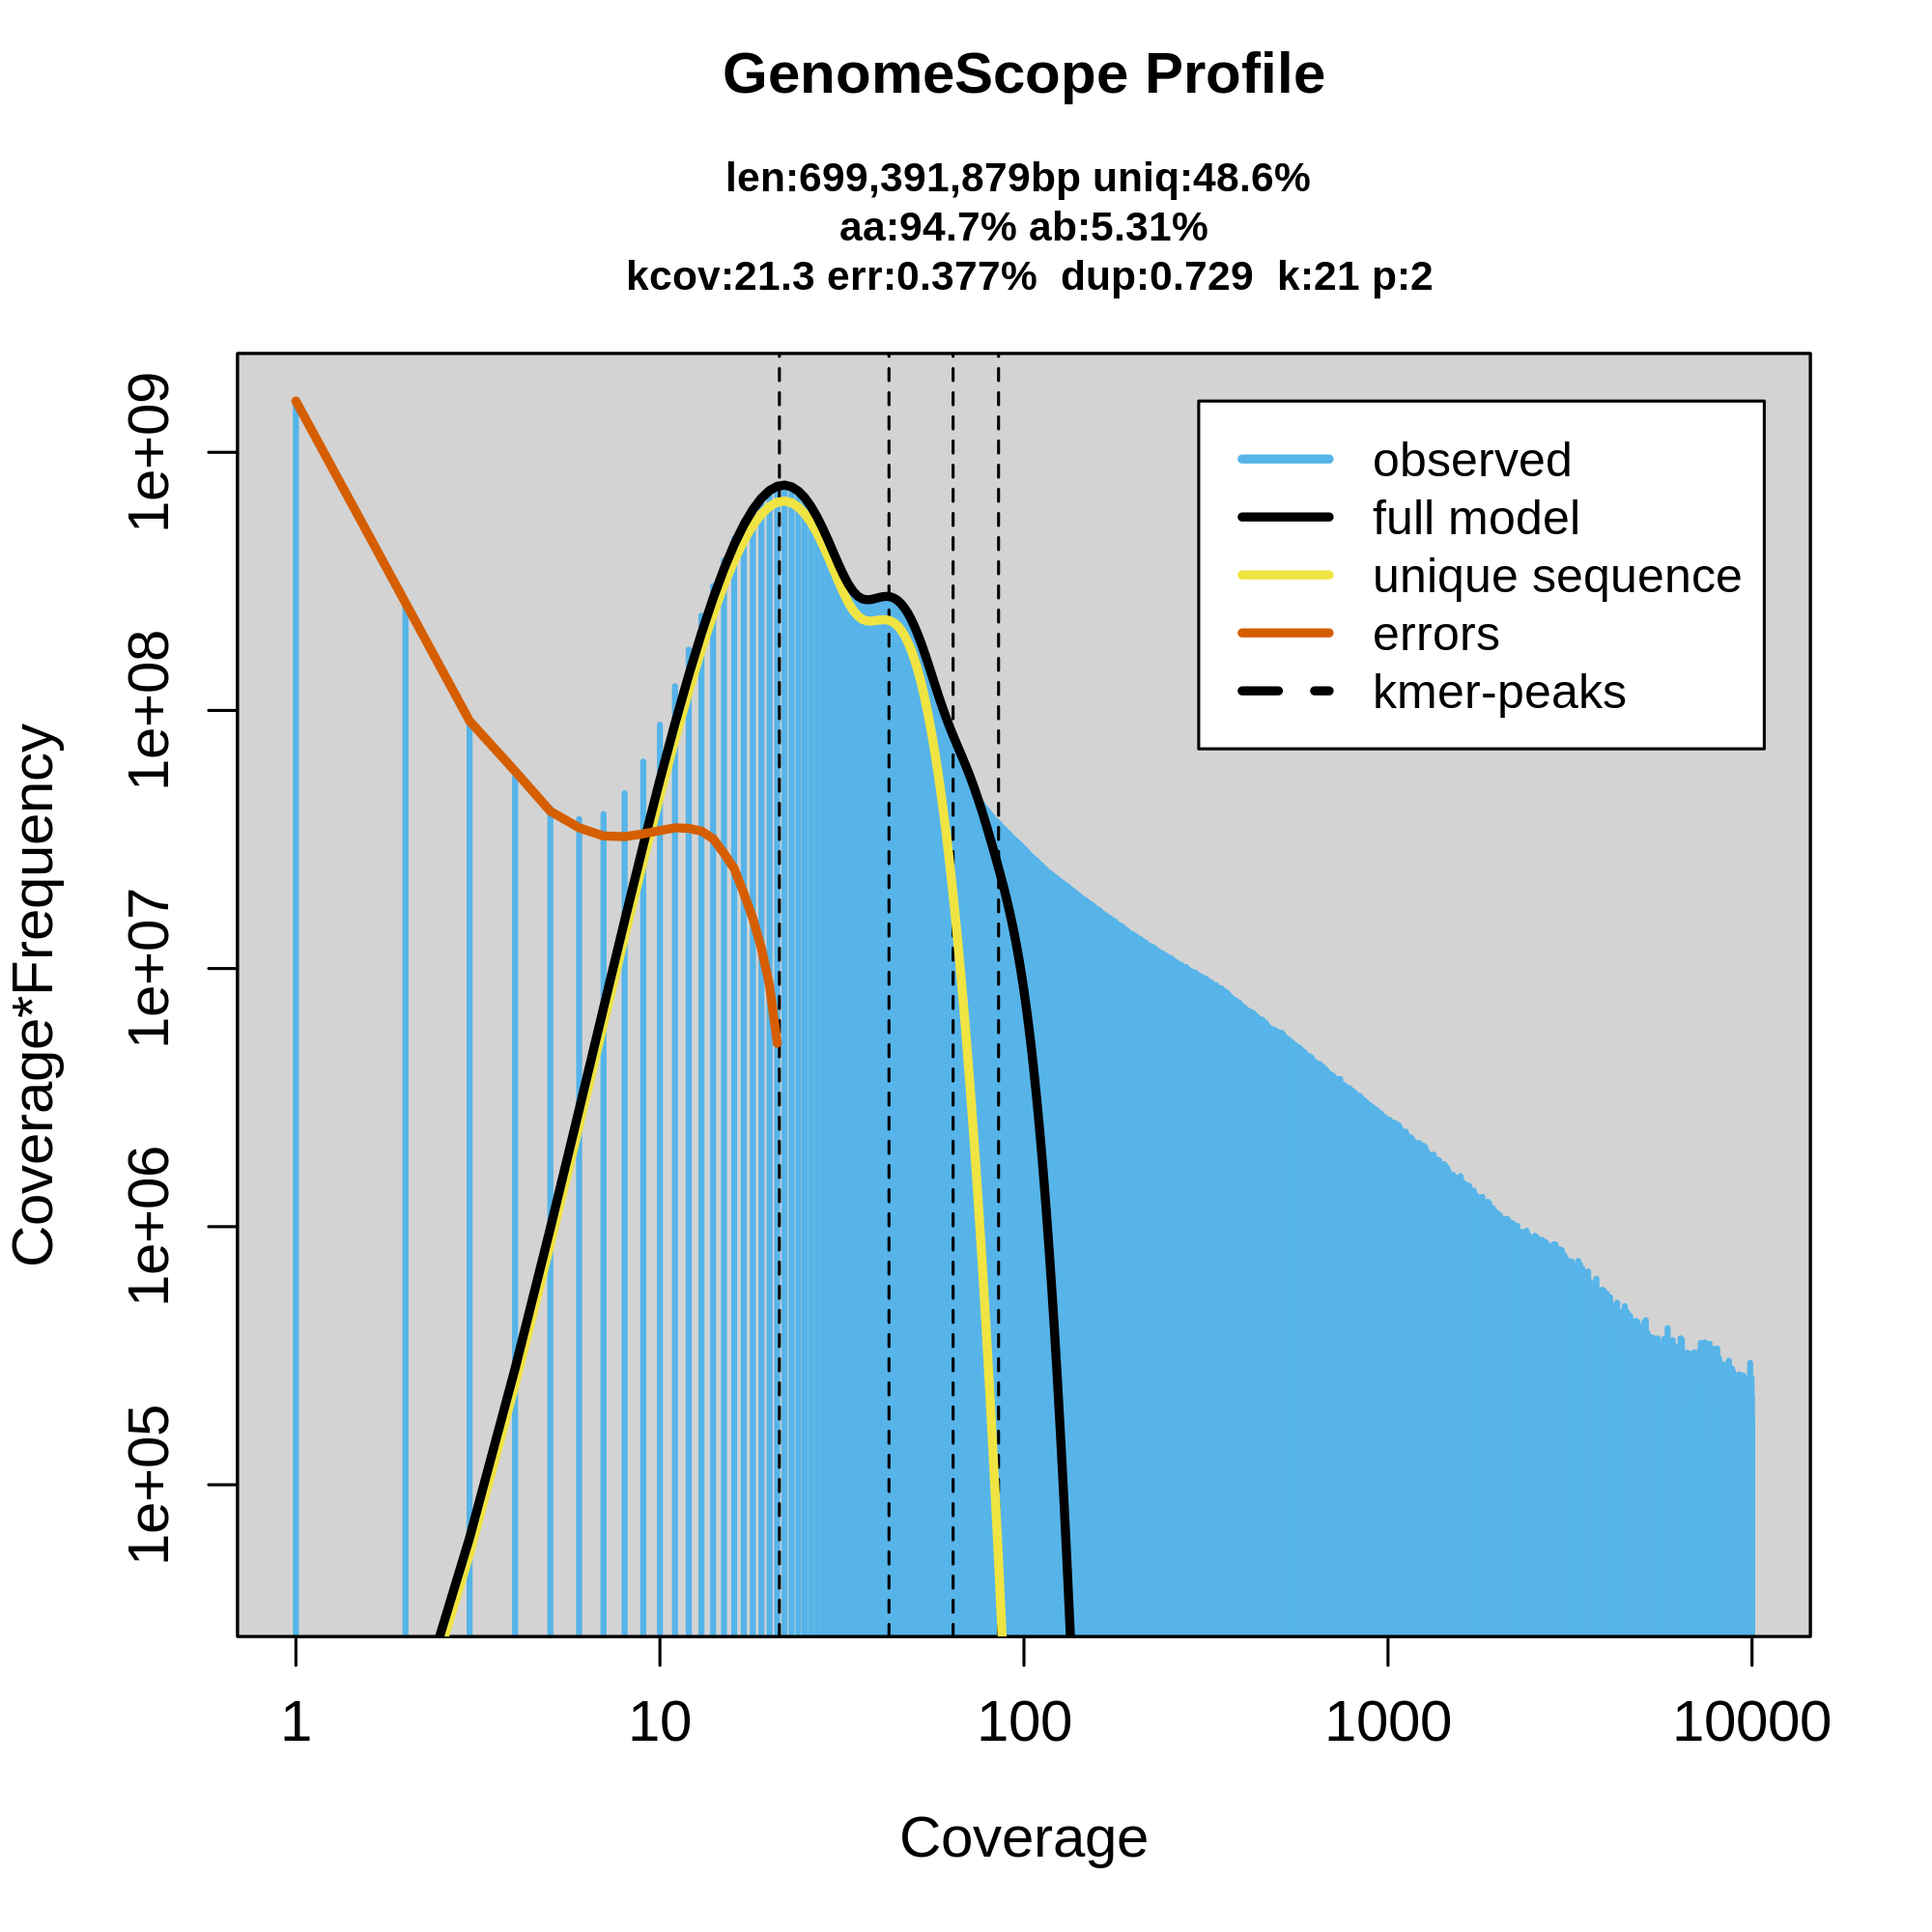 GenomeScope Profile
len:699,391,879bp uniq:48.6%
aa:94.7% ab:5.31%
kcov:21.3 err:0.377% dup:0.729 k:21 p:2
observed
full model
unique sequence
errors
kmer-peaks
Coverage*Frequency
1e+09
1e+08
1e+07
1e+06
1e+05
1 10 100 1000 10000
Coverage